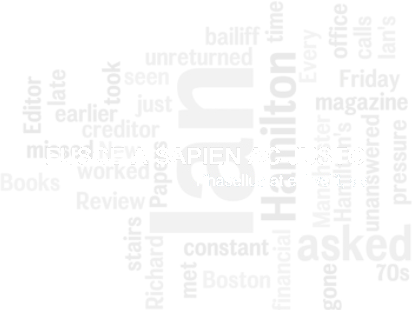 bailiff
time
Every
office
calls
Ian's
unreturned
Editor
late
took
seen
Friday
just
magazine
earlier
creditor
Ian
Hamilton
missed
worked
Papers
Manchester
Hamilton's
unanswered
pressure
Books
Review
stairs
Richard
constant
asked
met
Boston
financial
gone
70s